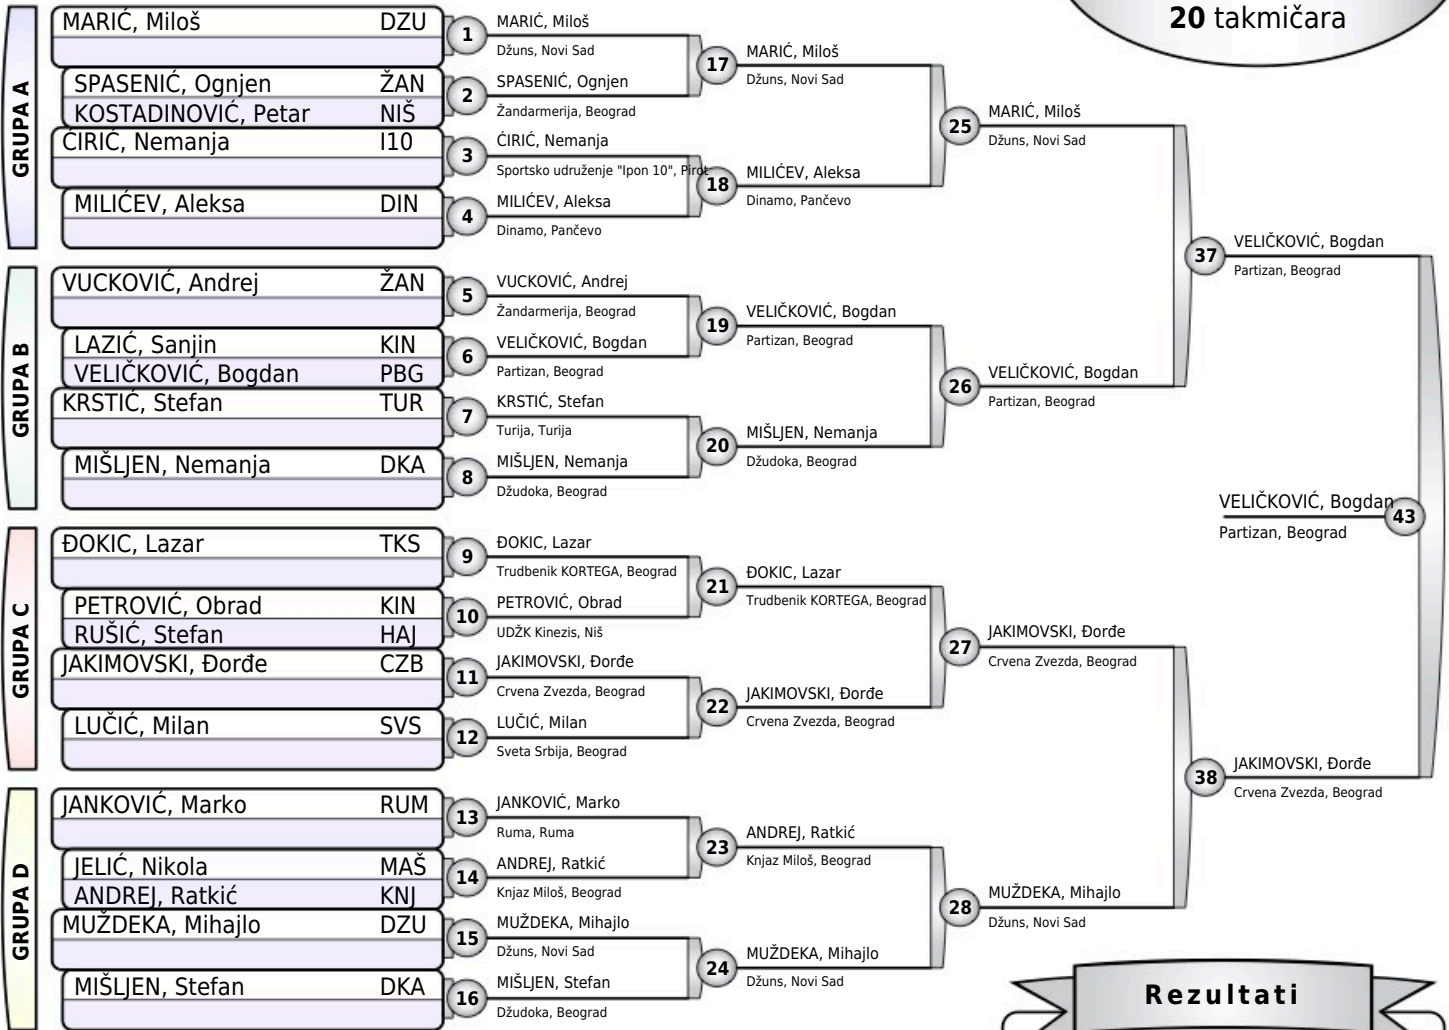 20 takmičara
GRUPA A
MARIĆ, Miloš DZU
SPASENIĆ, Ognjen ŽAN
KOSTADINOVIĆ, Petar NIŠ
ĆIRIĆ, Nemanja I10
MILIĆEV, Aleksa DIN
GRUPA B
VUCKOVIĆ, Andrej ŽAN
LAZIĆ, Sanjin KIN
VELIČKOVIĆ, Bogdan PBG
KRSTIĆ, Stefan TUR
MIŠLJEN, Nemanja DKA
GRUPA C
ĐOKIC, Lazar TKS
PETROVIĆ, Obrad KIN
RUŠIĆ, Stefan HAJ
JAKIMOVSKI, Đorđe CZB
LUČIĆ, Milan SVS
GRUPA D
JANKOVIĆ, Marko RUM
JELIĆ, Nikola MAŠ
ANDREJ, Ratkić KNJ
MUŽDEKA, Mihajlo DZU
MIŠLJEN, Stefan DKA
1
MARIĆ, Miloš
Džuns, Novi Sad
2
SPASENIĆ, Ognjen
Žandarmerija, Beograd
3
ĆIRIĆ, Nemanja
Sportsko udruženje "Ipon 10", Pirot
4
MILIĆEV, Aleksa
Dinamo, Pančevo
5
VUCKOVIĆ, Andrej
Žandarmerija, Beograd
6
VELIČKOVIĆ, Bogdan
Partizan, Beograd
7
KRSTIĆ, Stefan
Turija, Turija
8
MIŠLJEN, Nemanja
Džudoka, Beograd
9
ĐOKIC, Lazar
Trudbenik KORTEGA, Beograd
10
PETROVIĆ, Obrad
UDŽK Kinezis, Niš
11
JAKIMOVSKI, Đorđe
Crvena Zvezda, Beograd
12
LUČIĆ, Milan
Sveta Srbija, Beograd
13
JANKOVIĆ, Marko
Ruma, Ruma
14
ANDREJ, Ratkić
Knjaz Miloš, Beograd
15
MUŽDEKA, Mihajlo
Džuns, Novi Sad
16
MIŠLJEN, Stefan
Džudoka, Beograd
17
MARIĆ, Miloš
Džuns, Novi Sad
18
MILIĆEV, Aleksa
Dinamo, Pančevo
19
VELIČKOVIĆ, Bogdan
Partizan, Beograd
20
MIŠLJEN, Nemanja
Džudoka, Beograd
21
ĐOKIC, Lazar
Trudbenik KORTEGA, Beograd
22
JAKIMOVSKI, Đorđe
Crvena Zvezda, Beograd
23
ANDREJ, Ratkić
Knjaz Miloš, Beograd
24
MUŽDEKA, Mihajlo
Džuns, Novi Sad
25
MARIĆ, Miloš
Džuns, Novi Sad
26
VELIČKOVIĆ, Bogdan
Partizan, Beograd
27
JAKIMOVSKI, Đorđe
Crvena Zvezda, Beograd
28
MUŽDEKA, Mihajlo
Džuns, Novi Sad
37
VELIČKOVIĆ, Bogdan
Partizan, Beograd
38
JAKIMOVSKI, Đorđe
Crvena Zvezda, Beograd
VELIČKOVIĆ, Bogdan
Partizan, Beograd
43
Rezultati